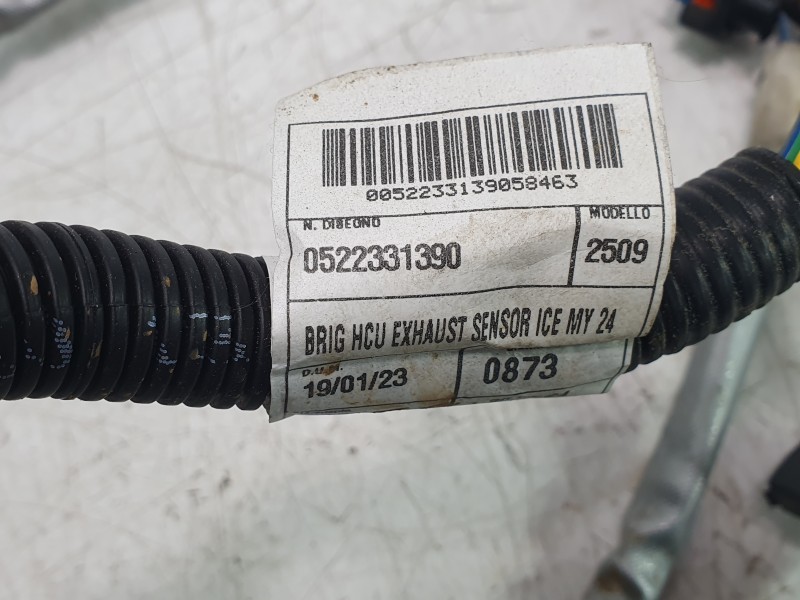 0052233139058463
N. DISEGNO
MODELLO
0522331390
2509
BRIG HCU EXHAUST SENSOR ICE MY 24
D.U.M.
19/01/23
0873